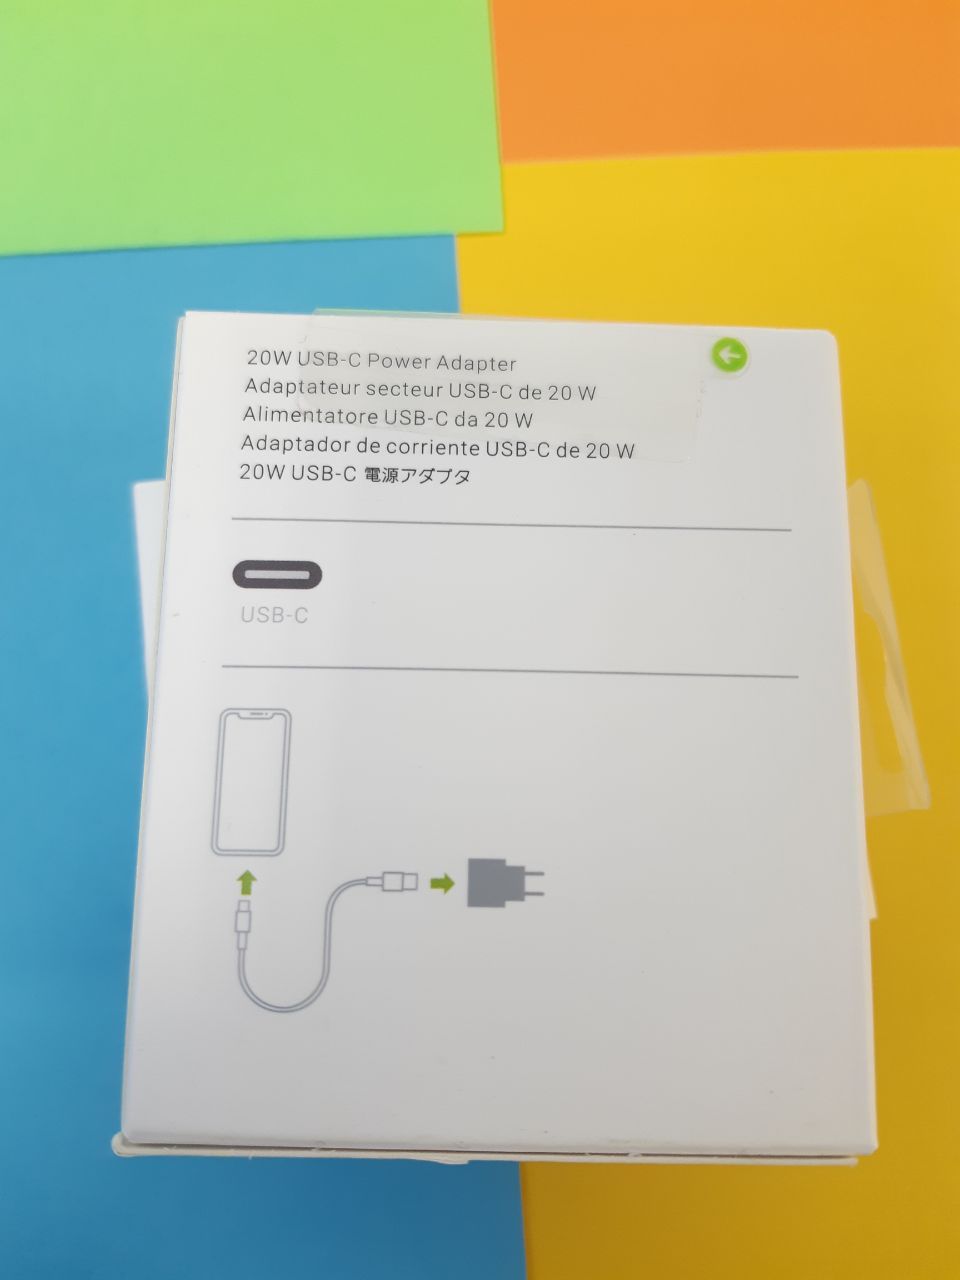 20W USB-C Power Adapter
Adaptateur secteur USB-C de 20 W
Alimentatore USB-C da 20 W
Adaptador de corriente USB-C de 20 W
20W USB-C 電源アダプタ
USB-C